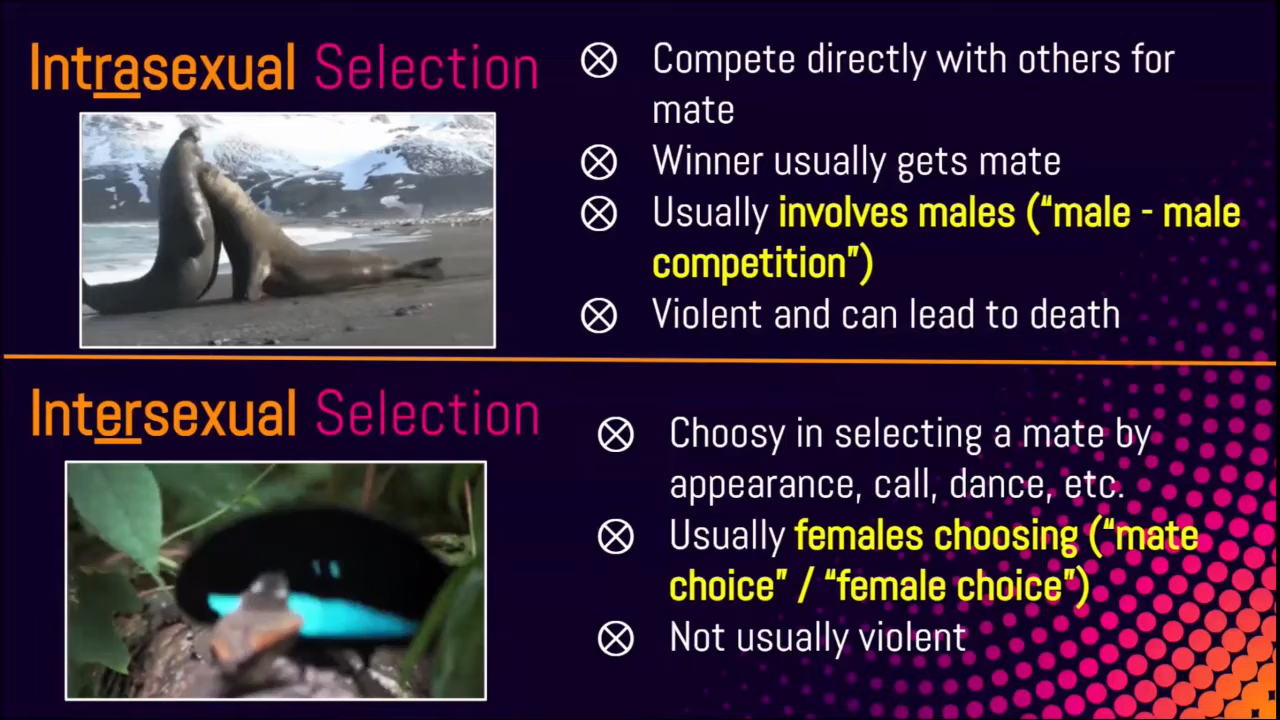 Intrasexual Selection
Compete directly with others for
mate
Winner usually gets mate
Usually involves males (“male - male
competition”)
Violent and can lead to death
Intersexual Selection
Choosy in selecting a mate by
appearance, call, dance, etc.
Usually females choosing (“mate
choice” / “female choice”)
Not usually violent